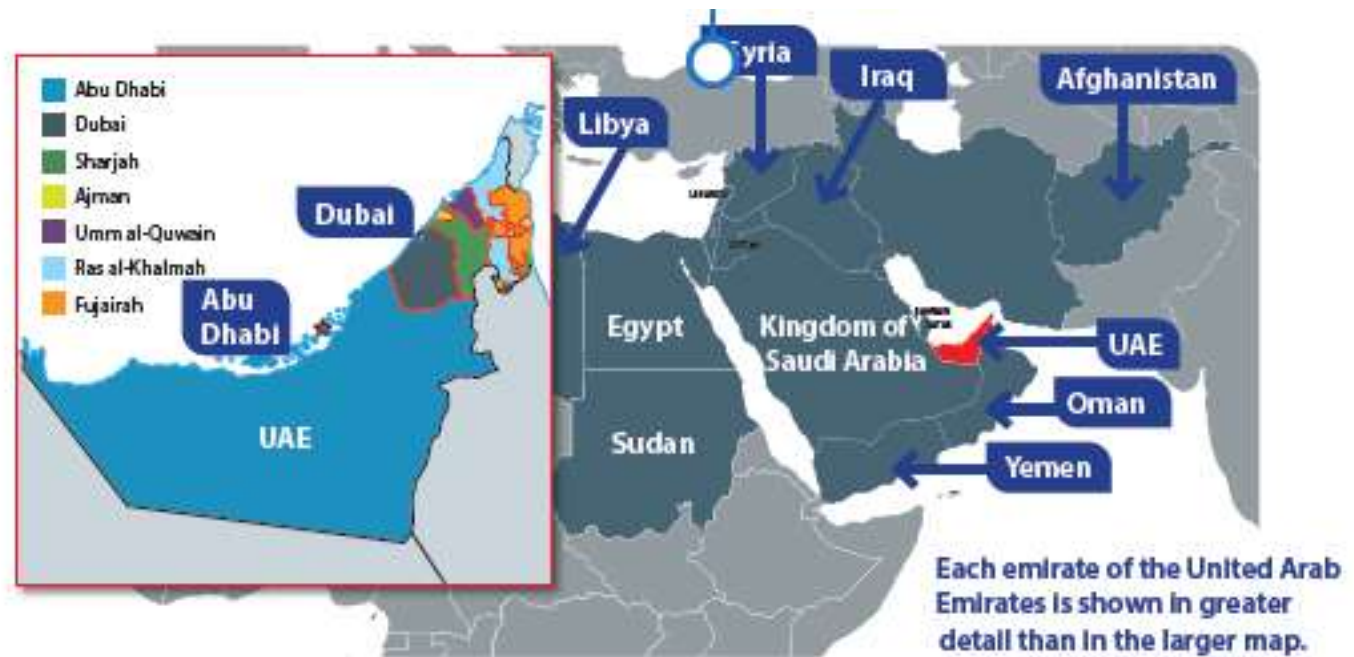 Abu Dhabi
Dubai
Sharjah
Ajman
Umm al-Quwain
Ras al-Khalmah
Fujairah
Dubai
Abu
Dhabi
UAE
Libya
Syria
Iraq
Afghanistan
Egypt
Kingdom of
Saudi Arabia
UAE
Oman
Sudan
Yemen
Each emirate of the United Arab
Emirates is shown in greater
detail than in the larger map.